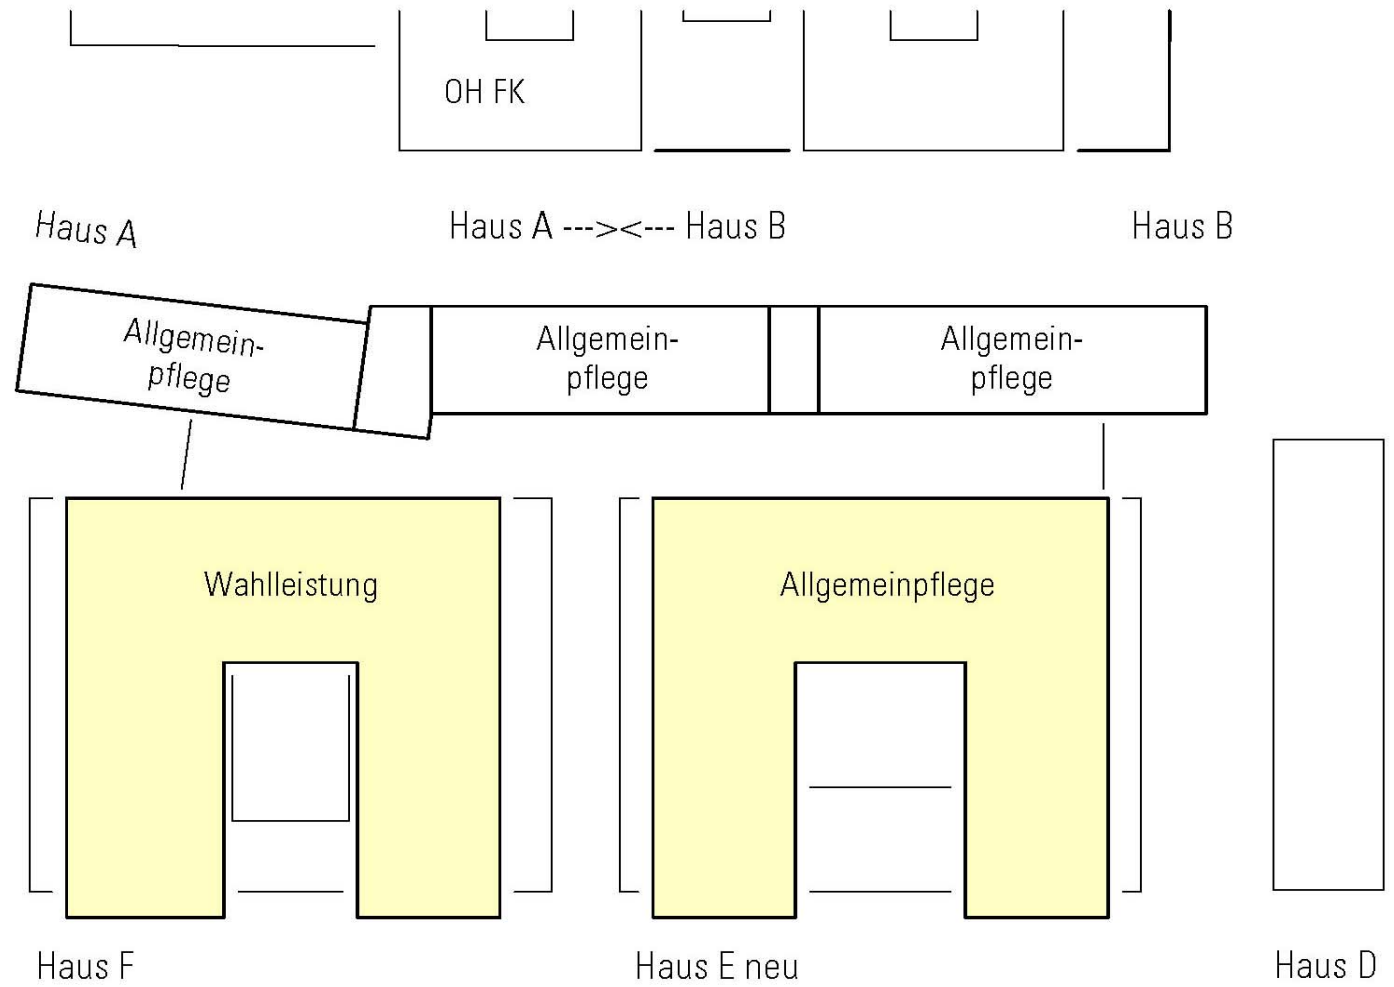 OH FK
Haus A
Haus A ---><--- Haus B
Haus B
Allgemein-
pflege
Allgemein-
pflege
Allgemein-
pflege
Wahlleistung
Allgemeinpflege
Haus F
Haus E neu
Haus D